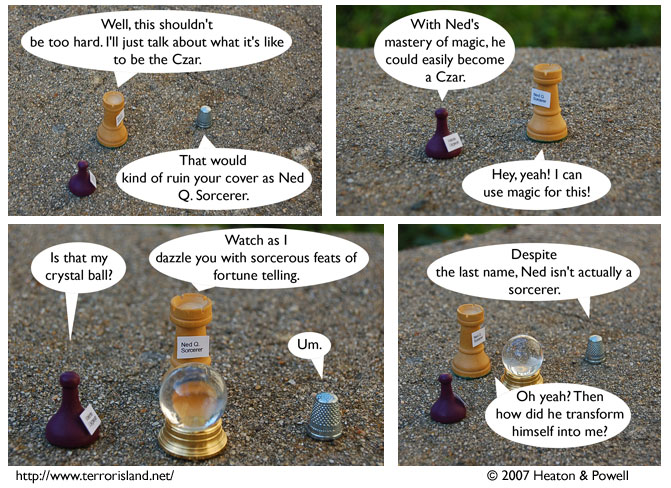 Well, this shouldn't
be too hard. I'll just talk about what it's like
to be the Czar.
That would
kind of ruin your cover as Ned
Q. Sorcerer.
With Ned's
mastery of magic, he
could easily become
a Czar.
Ned Q.
Sorcerer
Hey, yeah! I can
use magic for this!
Is that my
crystal ball?
Watch as I
dazzle you with sorcerous feats of
fortune telling.
Ned Q.
Sorcerer
Um.
Despite
the last name, Ned isn't actually a
sorcerer.
Oh yeah? Then
how did he transform
himself into me?
http://www.terrorisland.net/
© 2007 Heaton & Powell